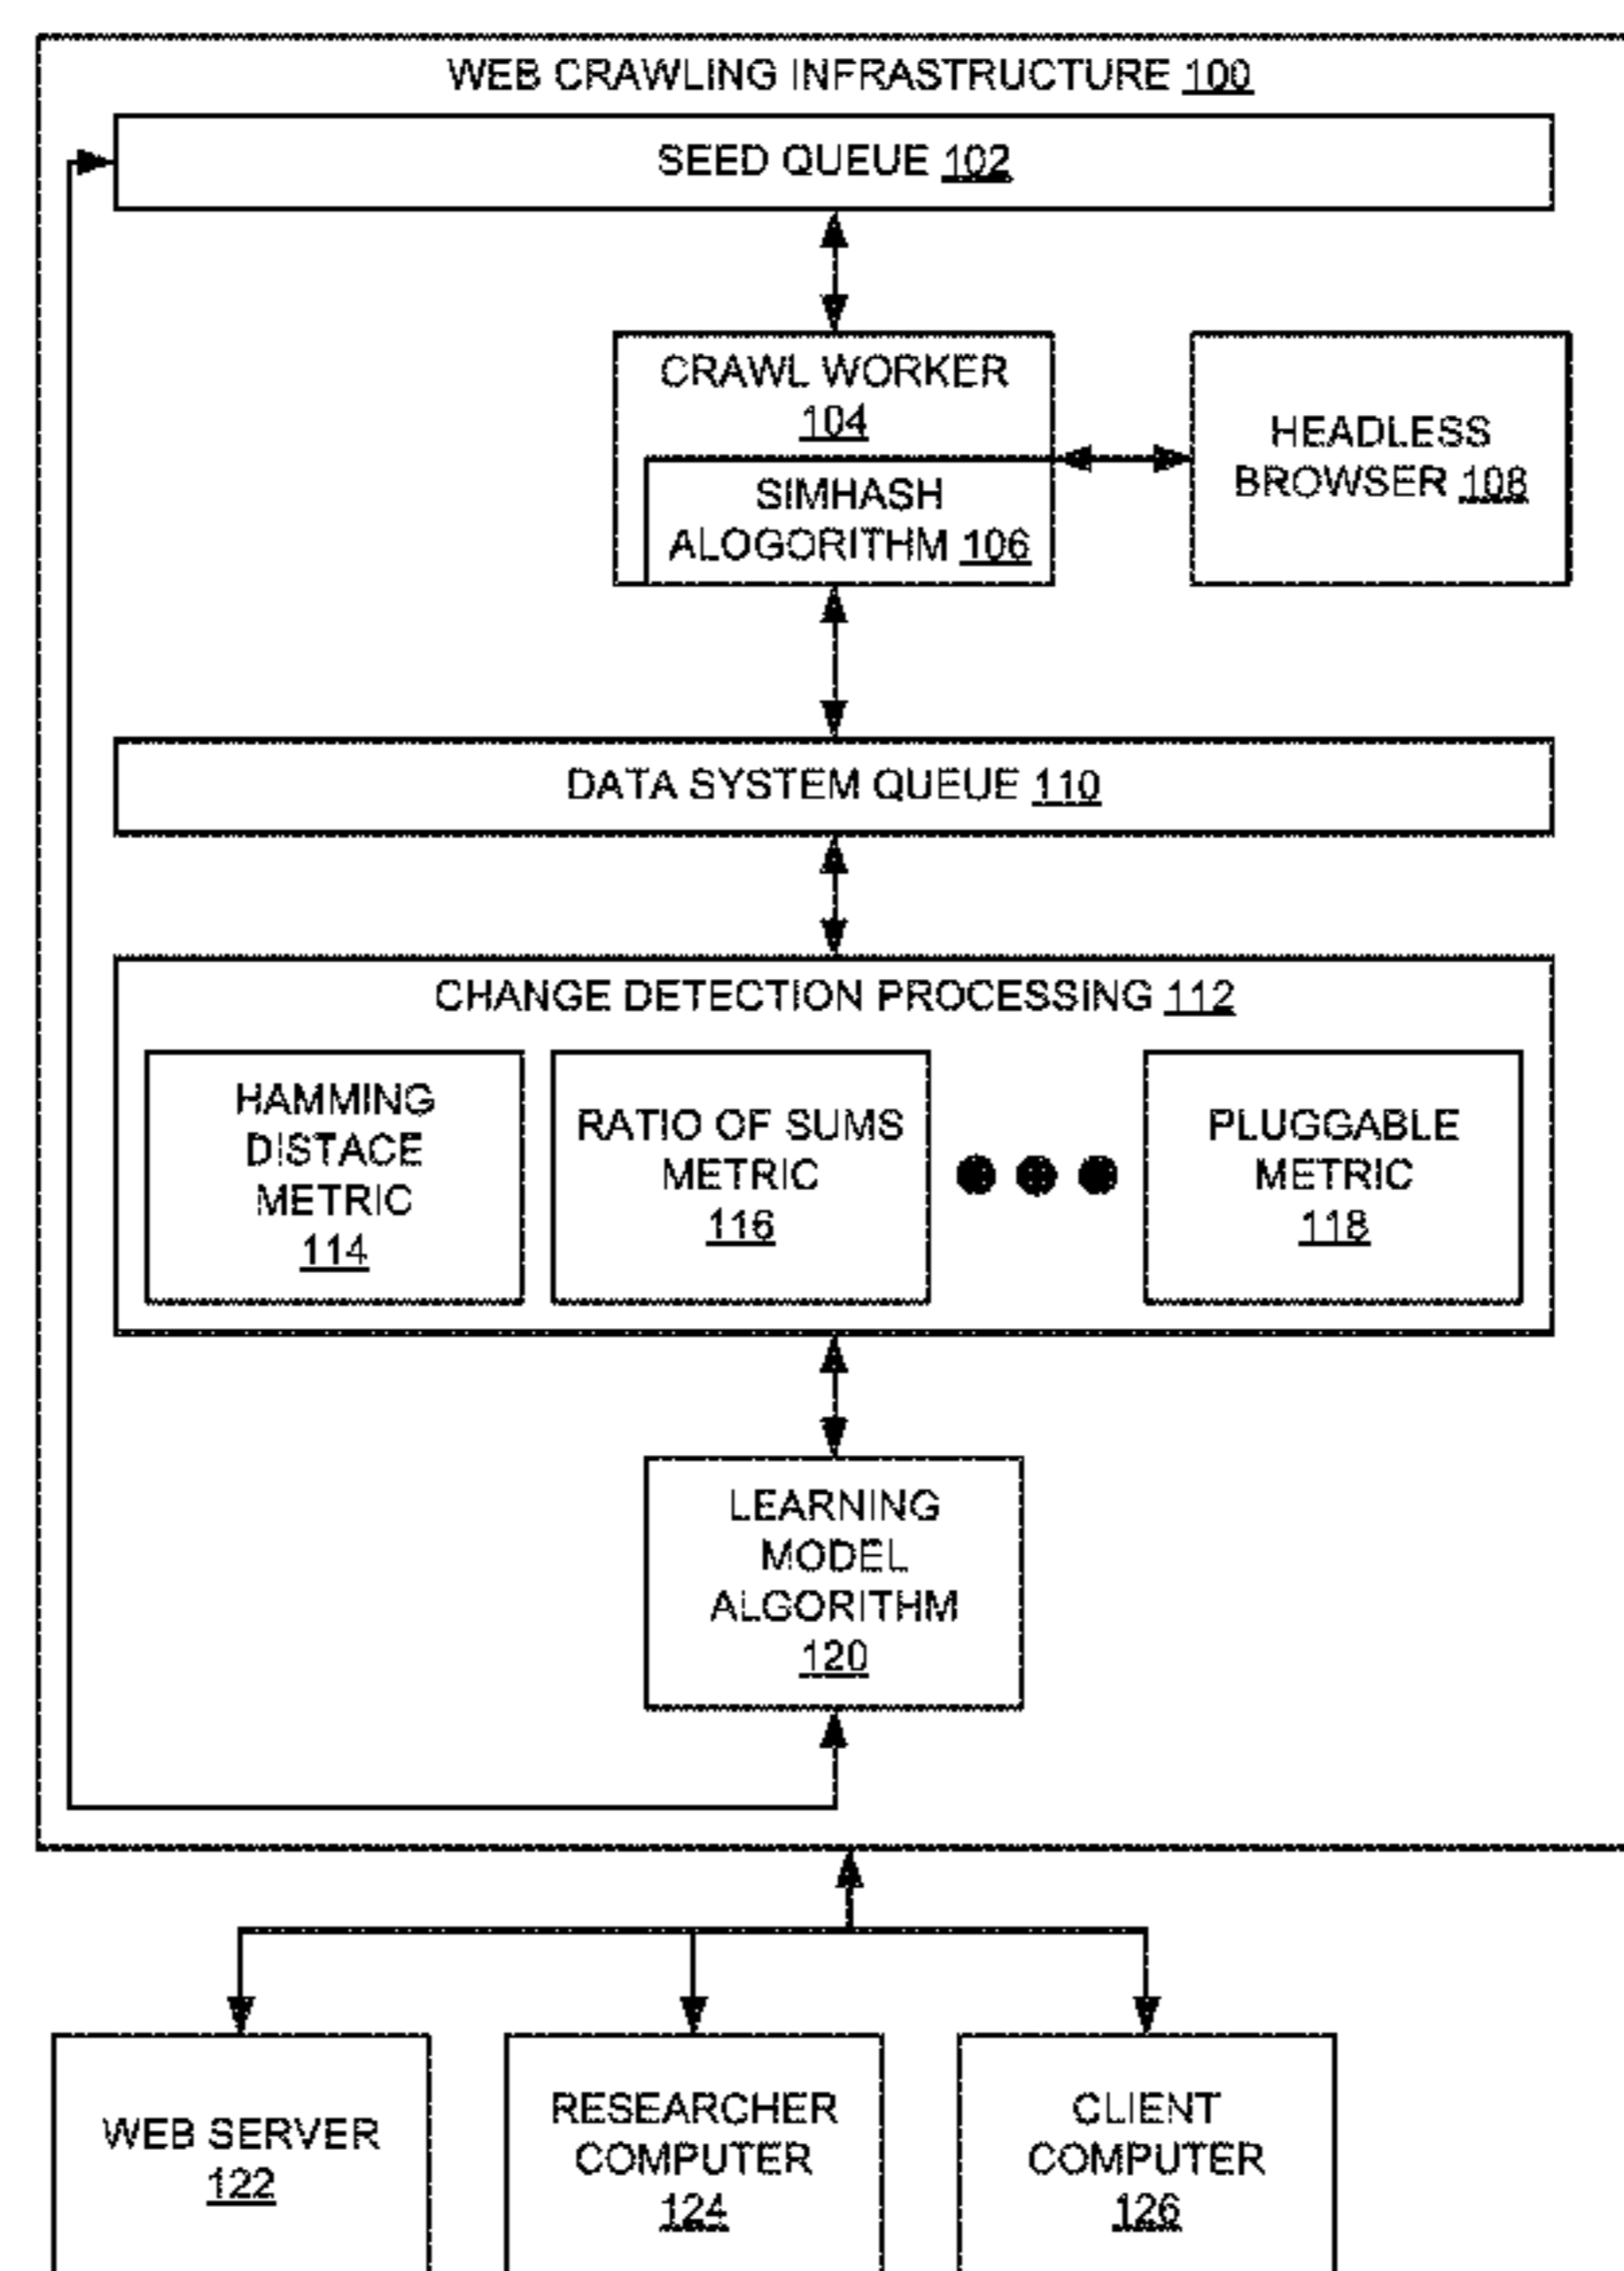 WEB CRAWLING INFRASTRUCTURE 100
SEED QUEUE 102
CRAWL WORKER
104
SIMHASH
ALOGORITHM 106
HEADLESS
BROWSER 108
DATA SYSTEM QUEUE 110
CHANGE DETECTION PROCESSING 112
HAMMING
DISTACE
METRIC
114
RATIO OF SUMS
METRIC
116
PLUGGABLE
METRIC
118
LEARNING
MODEL
ALGORITHM
120
WEB SERVER
122
RESEARCHER
COMPUTER
124
CLIENT
COMPUTER
126